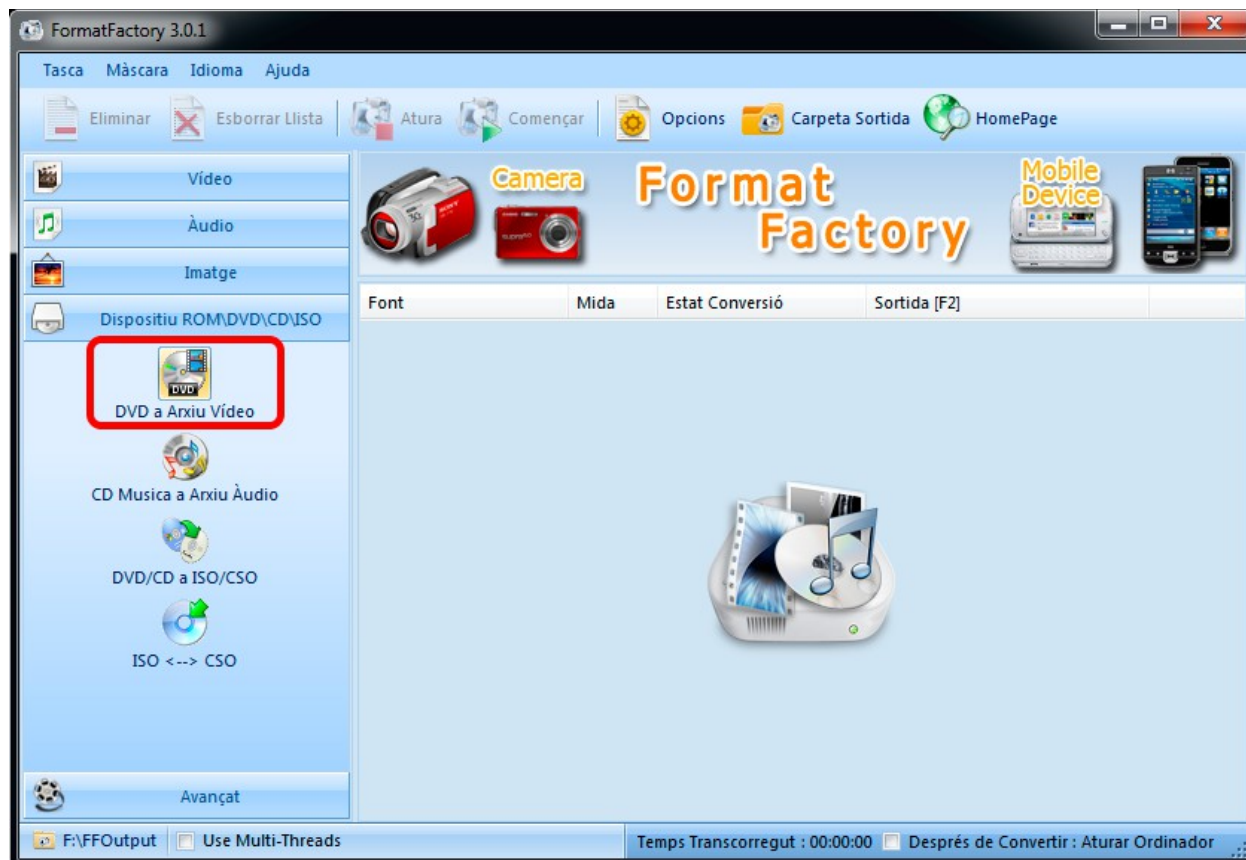 FormatFactory 3.0.1
Tasca Màscara Idioma Ajuda
Eliminar Esborrar Llista Atura Començar Opcions Carpeta Sortida HomePage
Vídeo
Àudio
Imatge
Dispositiu ROM\DVD\CD\ISO
DVD
DVD a Arxiu Vídeo
CD Musica a Arxiu Àudio
DVD/CD a ISO/CSO
ISO <--> CSO
Avançat
Camera
Format
Factory
Mobile
Device
Font Mida Estat Conversió Sortida [F2]
F:\FFOutput Use Multi-Threads Temps Transcorregut : 00:00:00 Després de Convertir : Aturar Ordinador